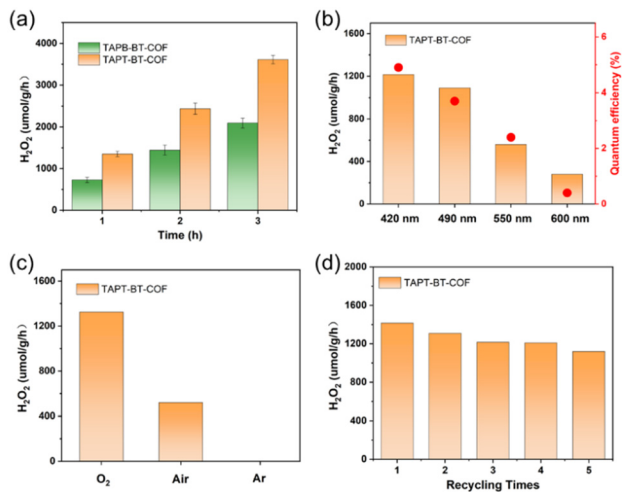 (a)
H₂O₂ (umol/g/h)
4000
3000
2000
1000
0
TAPB-BT-COF
TAPT-BT-COF
1 2 3
Time (h)
(b)
H₂O₂ (umol/g/h)
1600
1200
800
400
0
TAPT-BT-COF
420 nm 490 nm 550 nm 600 nm
6
4
2
0
Quantum efficiency (%)
(c)
H₂O₂ (umol/g/h)
1600
1200
800
400
0
TAPT-BT-COF
O₂ Air Ar
(d)
H₂O₂ (umol/g/h)
2000
1600
1200
800
400
0
TAPT-BT-COF
1 2 3 4 5
Recycling Times